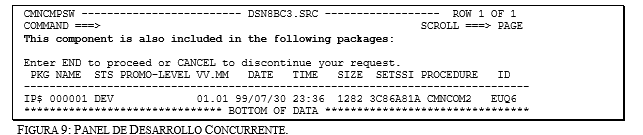 CMNCMPSW ------------------------- DSN8BC3.SRC ------------------ ROW 1 OF 1
COMMAND ===> SCROLL ===> PAGE
This component is also included in the following packages:
Enter END to proceed or CANCEL to discontinue your request.
PKG NAME STS PROMO-LEVEL VV.MM DATE TIME SIZE SETSSI PROCEDURE ID
------------------------------------------------------------------------------
IP$ 000001 DEV 01.01 99/07/30 23:36 1282 3C86A81A CMNCOM2 EUQ6
****************************** BOTTOM OF DATA ********************************
FIGURA 9: PANEL DE DESARROLLO CONCURRENTE.